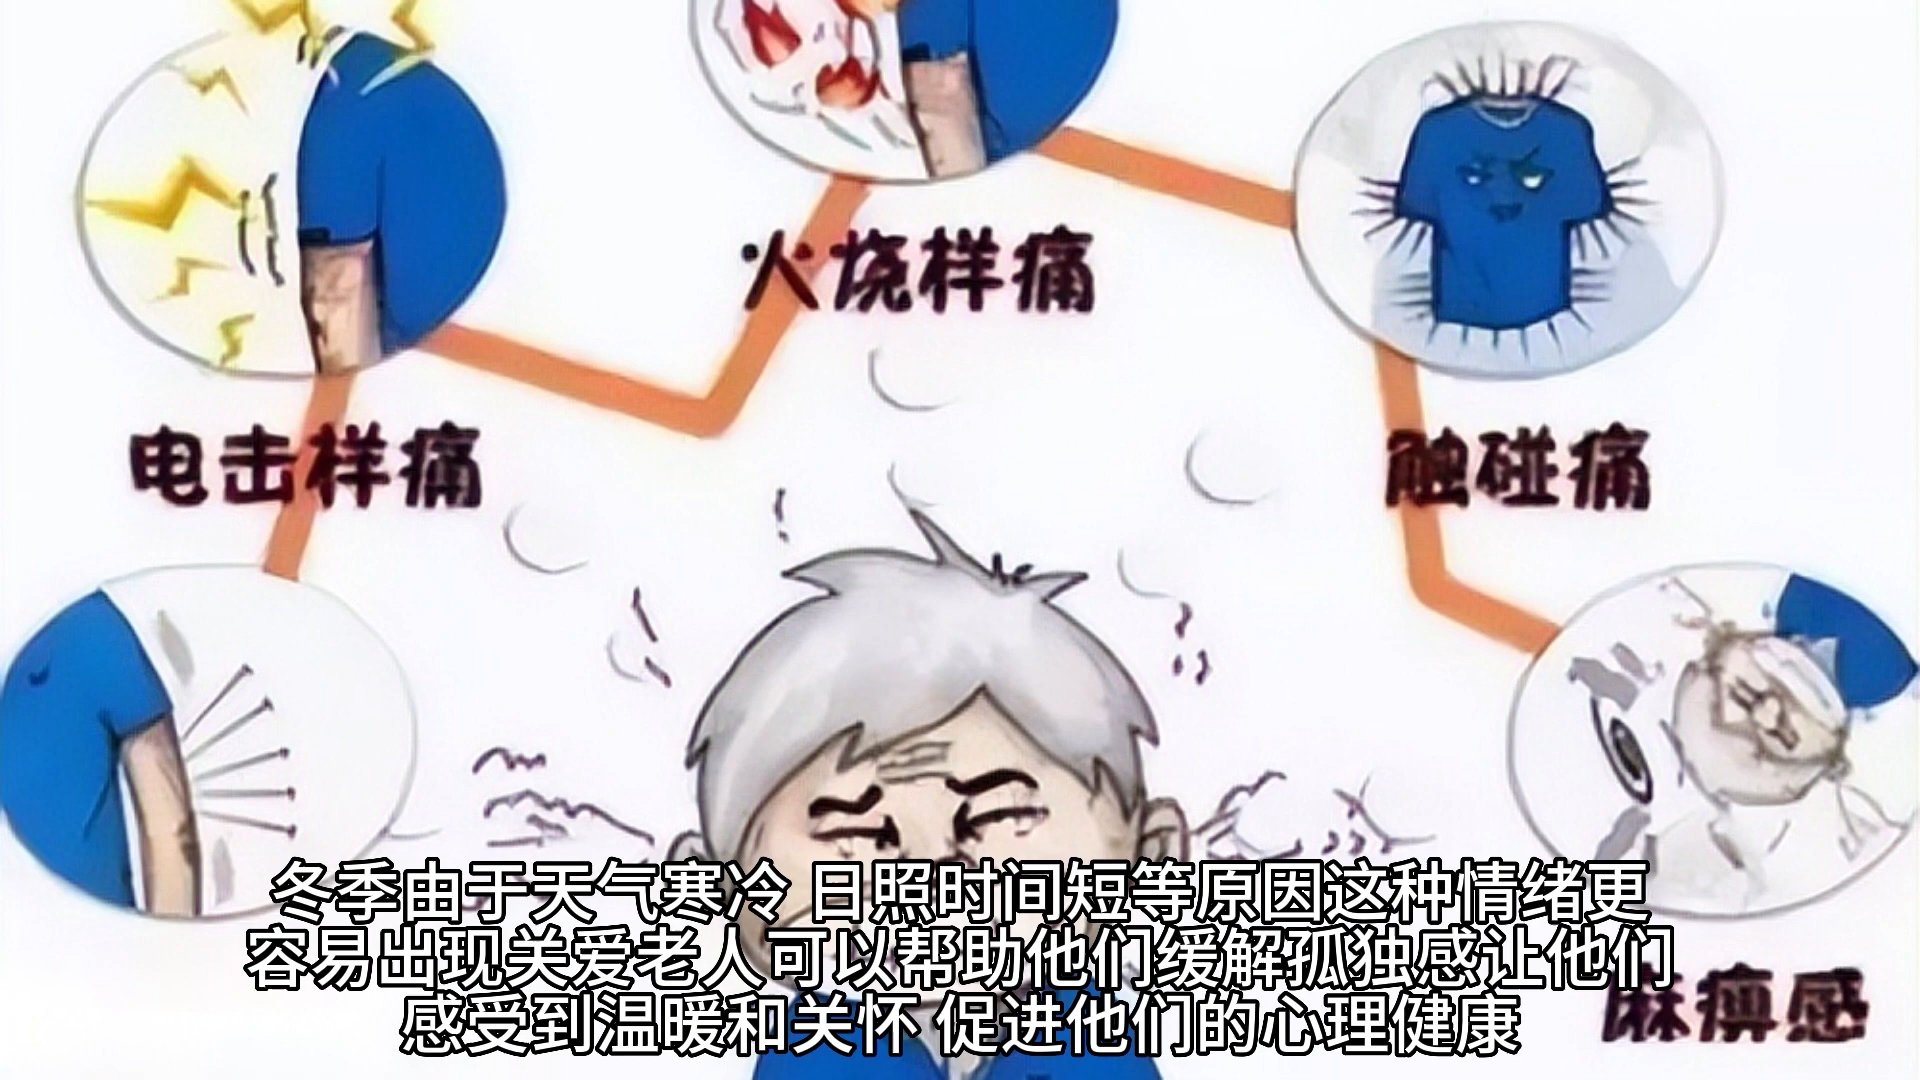 火烧样痛
电击样痛
触碰痛
冬季由于天气寒冷 日照时间短等原因这种情绪更
容易出现关爱老人可以帮助他们缓解孤独感让他们
感受到温暖和关怀 促进他们的心理健康
麻痹感